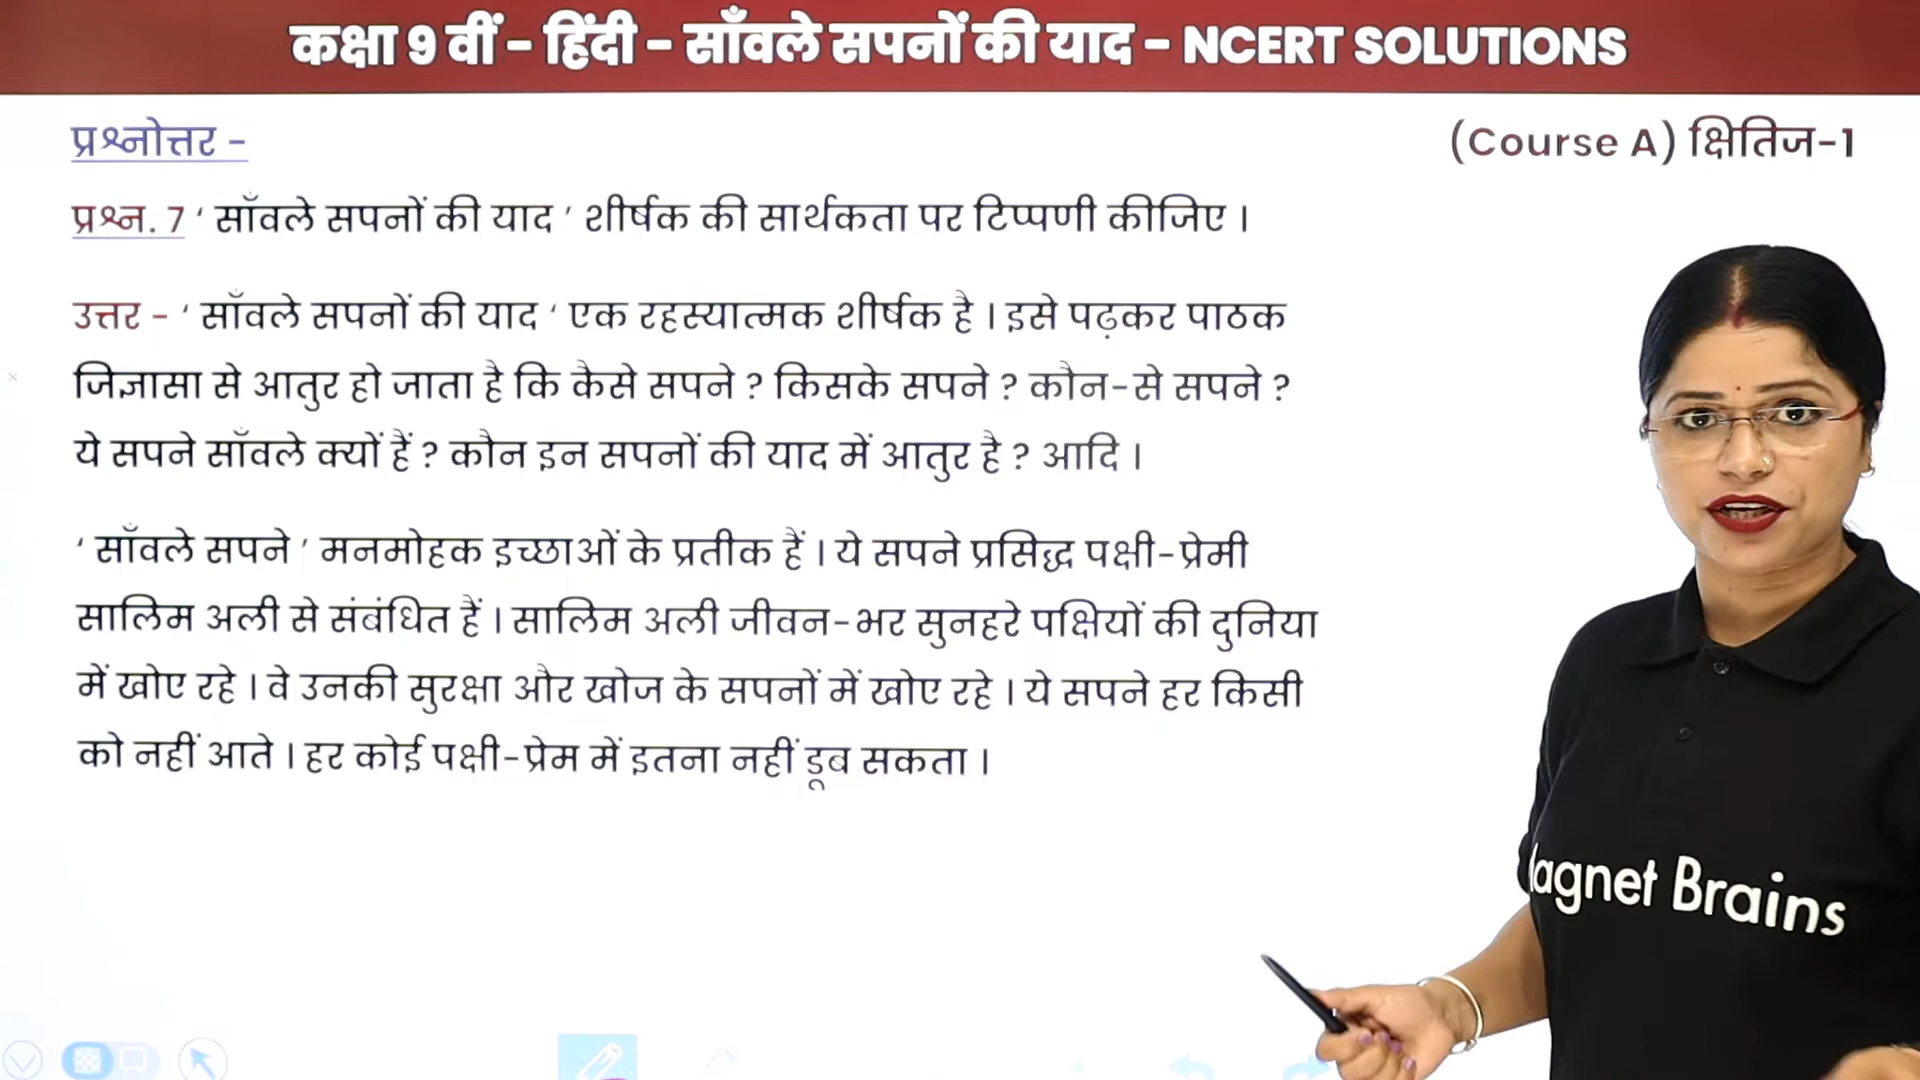 कक्षा 9 वीं - हिंदी - साँवले सपनों की याद - NCERT SOLUTIONS
प्रश्नोत्तर -
(Course A) क्षितिज-1
प्रश्न. 7 ‘ साँवले सपनों की याद ’ शीर्षक की सार्थकता पर टिप्पणी कीजिए ।
उत्तर - ‘ साँवले सपनों की याद ‘ एक रहस्यात्मक शीर्षक है । इसे पढ़कर पाठक
जिज्ञासा से आतुर हो जाता है कि कैसे सपने ? किसके सपने ? कौन-से सपने ?
ये सपने साँवले क्यों हैं ? कौन इन सपनों की याद में आतुर है ? आदि ।
‘ साँवले सपने ’ मनमोहक इच्छाओं के प्रतीक हैं । ये सपने प्रसिद्ध पक्षी-प्रेमी
सालिम अली से संबंधित हैं । सालिम अली जीवन-भर सुनहरे पक्षियों की दुनिया
में खोए रहे । वे उनकी सुरक्षा और खोज के सपनों में खोए रहे । ये सपने हर किसी
को नहीं आते । हर कोई पक्षी-प्रेम में इतना नहीं डूब सकता ।
agnet Brains